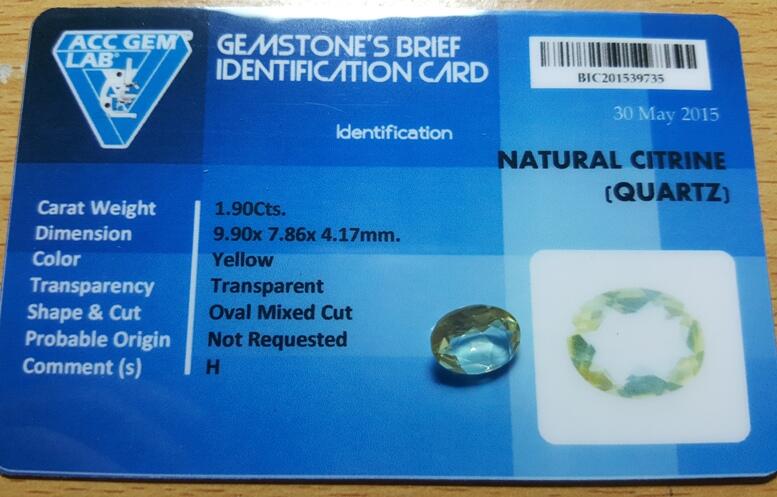 ACC GEM
LAB®
GEMSTONE'S BRIEF
IDENTIFICATION CARD
BIC201539735
30 May 2015
Identification
NATURAL CITRINE
(QUARTZ)
Carat Weight 1.90Cts.
Dimension 9.90x 7.86x 4.17mm.
Color Yellow
Transparency Transparent
Shape & Cut Oval Mixed Cut
Probable Origin Not Requested
Comment (s) H